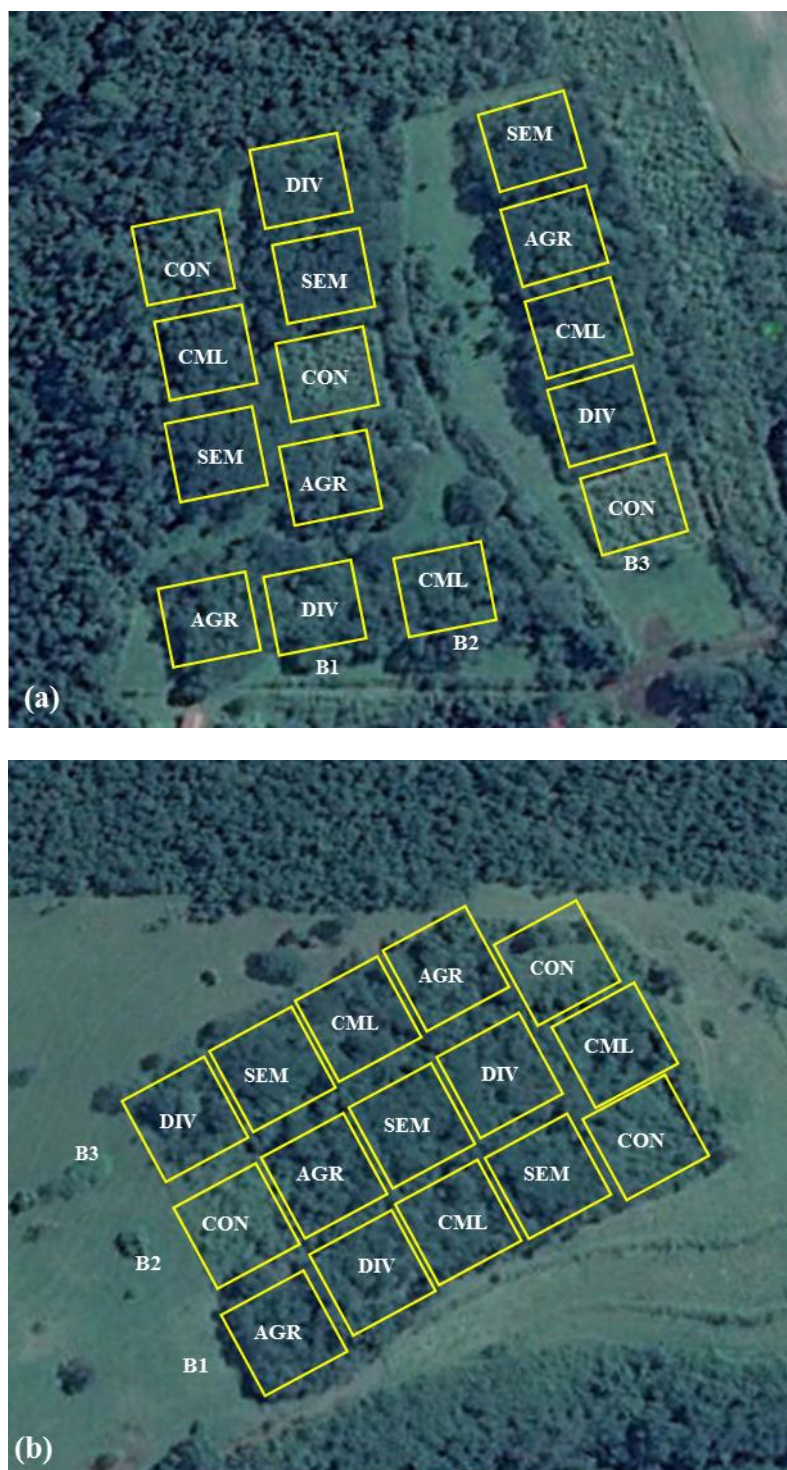 SEM
DIV
AGR
CON
SEM
CML
CML
CON
DIV
SEM
AGR
CON
B3
CML
AGR
DIV
B2
B1
(a)
AGR
CON
CML
CML
SEM
DIV
DIV
SEM
CON
B3
AGR
SEM
CON
CML
B2
DIV
AGR
B1
(b)